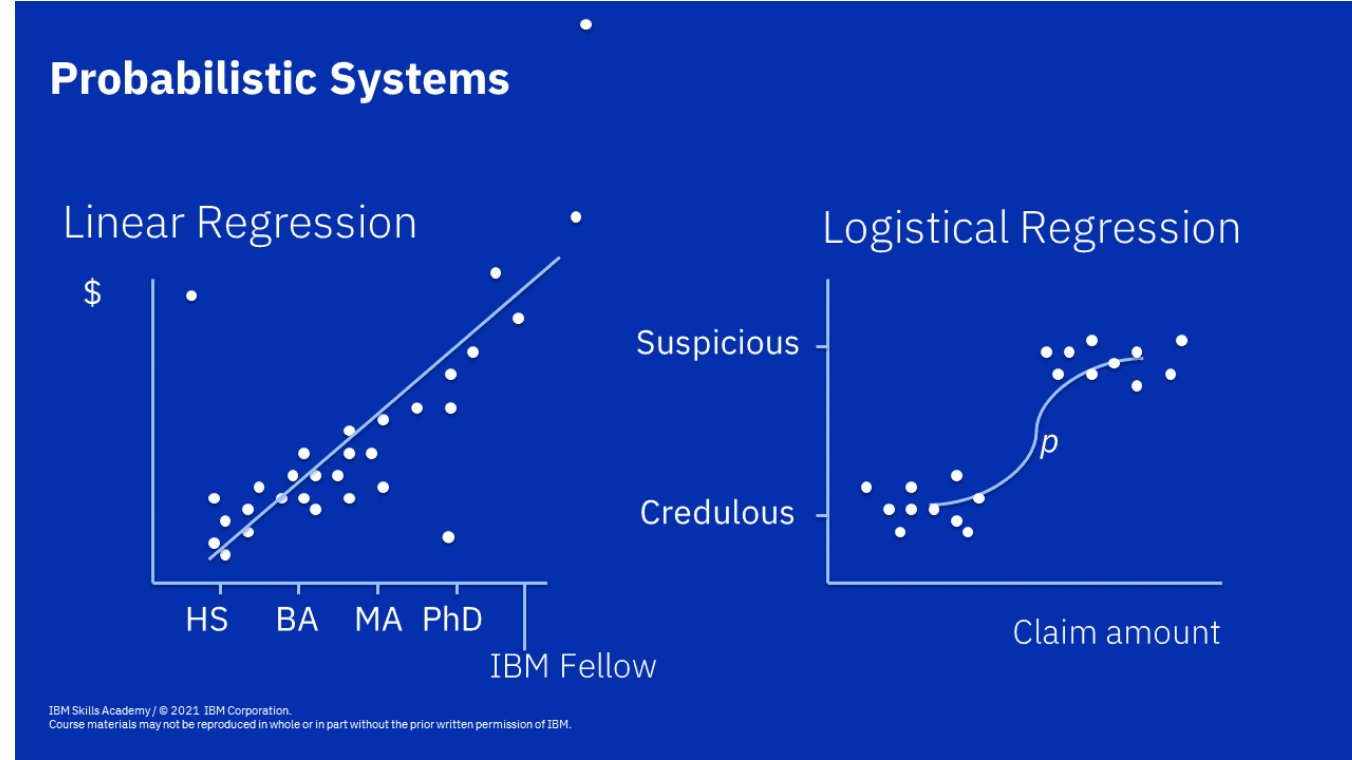 Probabilistic Systems
Linear Regression
$
HS BA MA PhD
IBM Fellow
Logistical Regression
Suspicious
p
Credulous
Claim amount
IBM Skills Academy / © 2021 IBM Corporation.
Course materials may not be reproduced in whole or in part without the prior written permission of IBM.